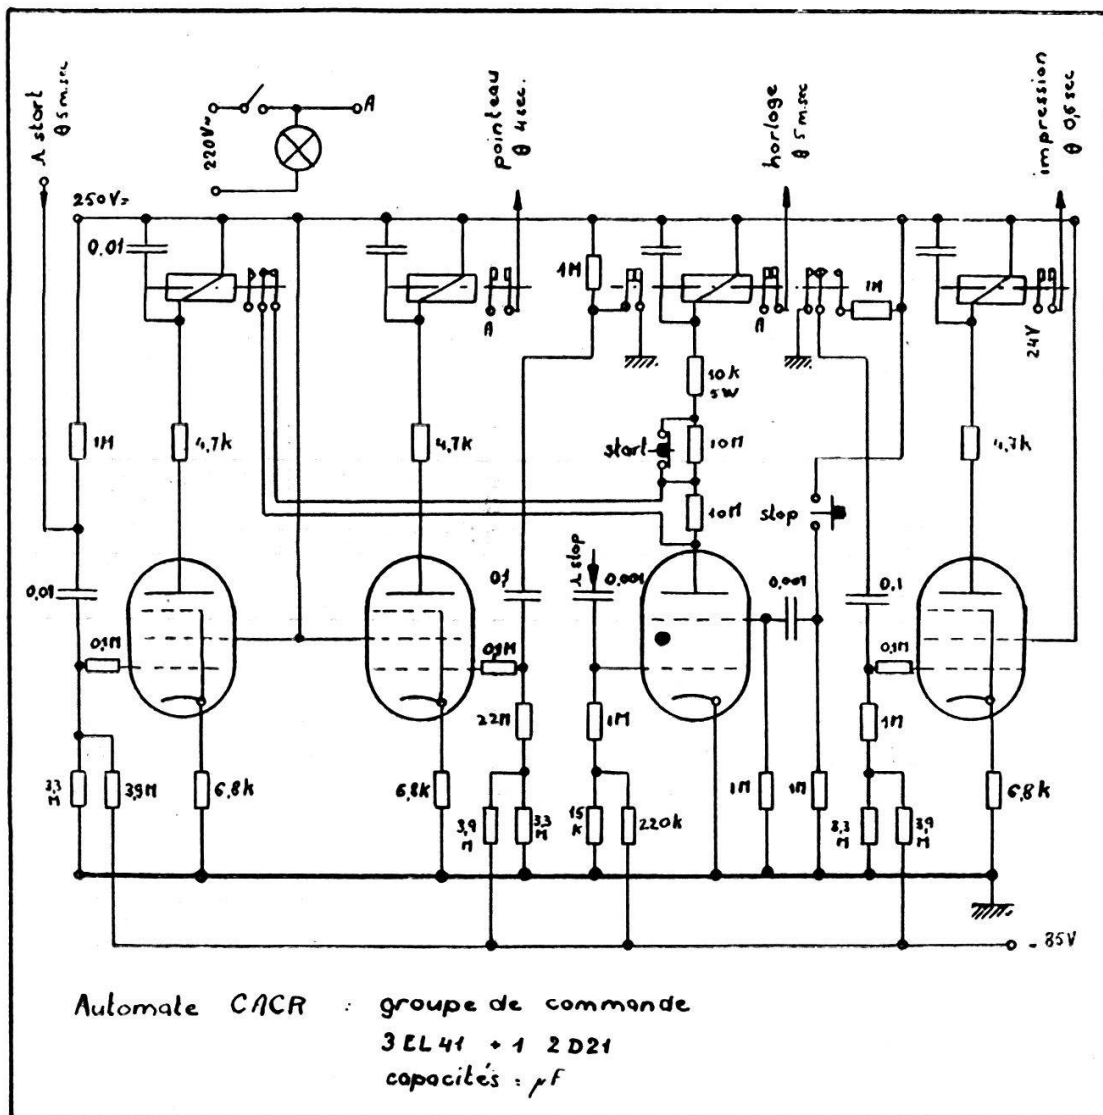 λ start
θ 5 m.sec
220V~
A
pointeau
θ 4 sec.
horloge
θ 5 m.sec
impression
θ 0,6 sec
250V=
0,01
1M
1M
A
A
24V
10k
5W
1M
4,7k
4,7k
start
10M
4,7k
10M
stop
0,01
0,1
λ stop
0,001
0,001
0,1
0,1M
0,1M
0,1M
22M
1M
1M
3,3
M
3,9M
6,8k
6,8k
3,9
M
3,3
M
15
K
220k
1M
1M
3,3
M
3,9
M
6,8k
- 85V
Automate CACR : groupe de commande
3 EL41 + 1 2D21
capacités : μF